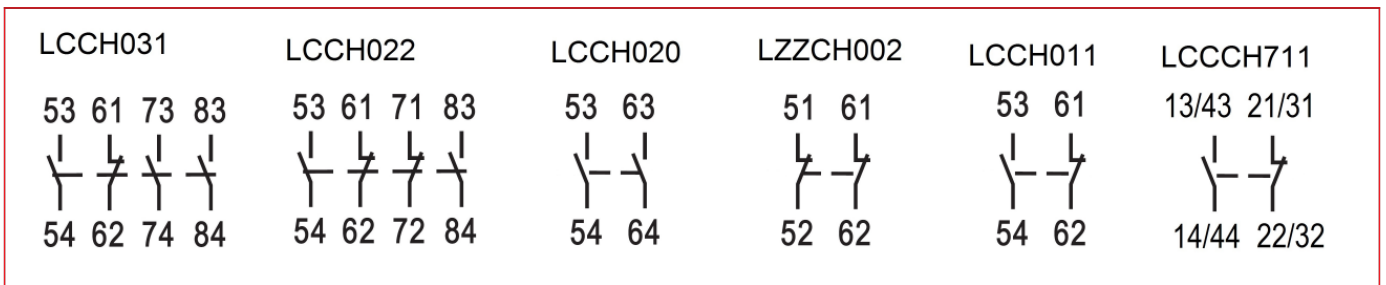 LCCH031 LCCH022 LCCH020 LZZCH002 LCCH011 LCCCH711
53 61 73 83 53 61 71 83 53 63 51 61 53 61 13/43 21/31
54 62 74 84 54 62 72 84 54 64 52 62 54 62 14/44 22/32